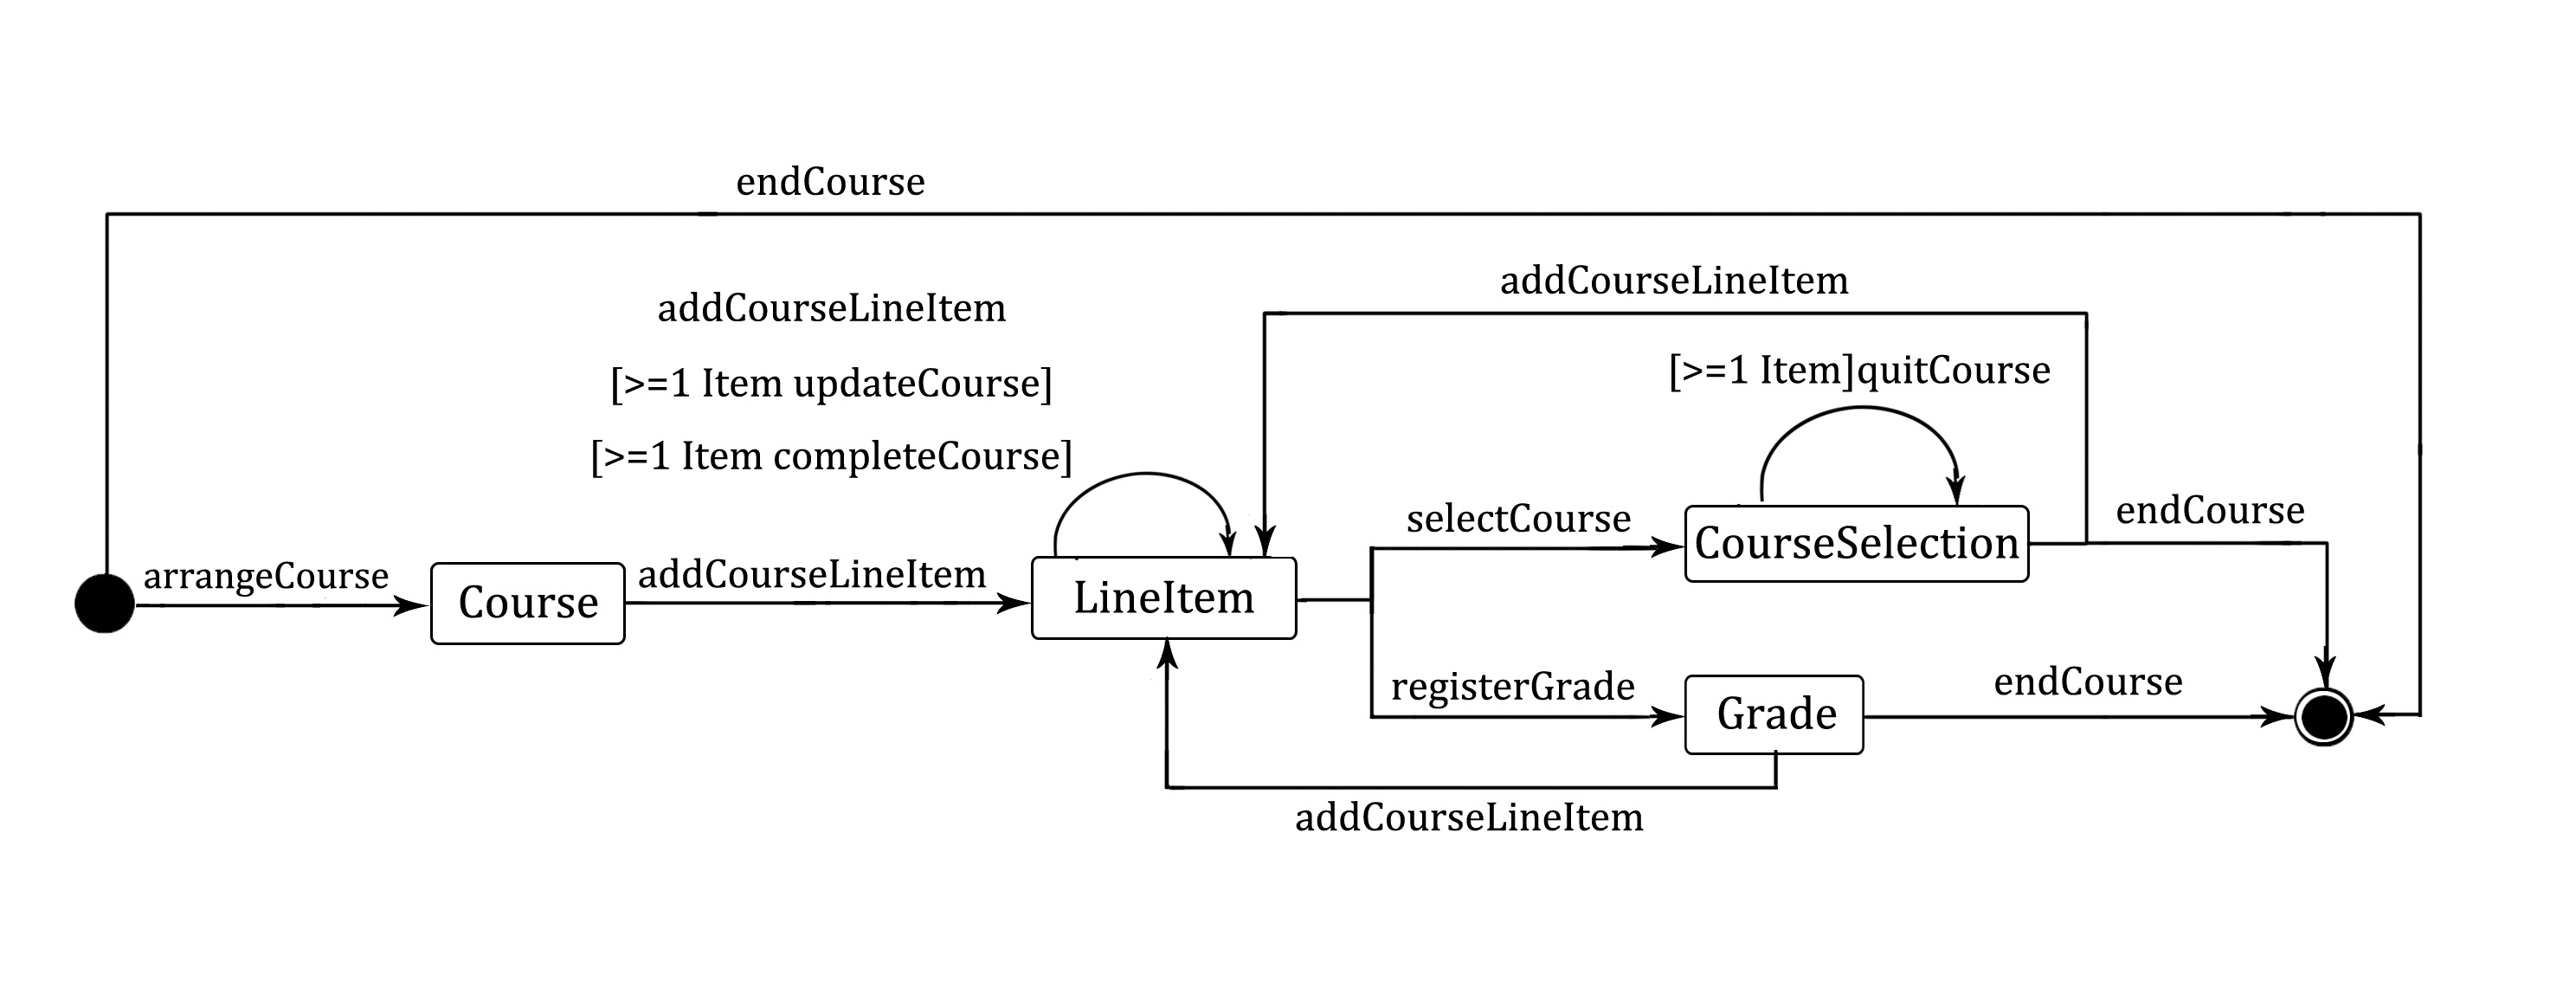 endCourse
addCourseLineItem
addCourseLineItem
[>=1 Item updateCourse]
[>=1 Item]quitCourse
[>=1 Item completeCourse]
selectCourse
CourseSelection
endCourse
arrangeCourse
Course
addCourseLineItem
LineItem
registerGrade
Grade
endCourse
addCourseLineItem